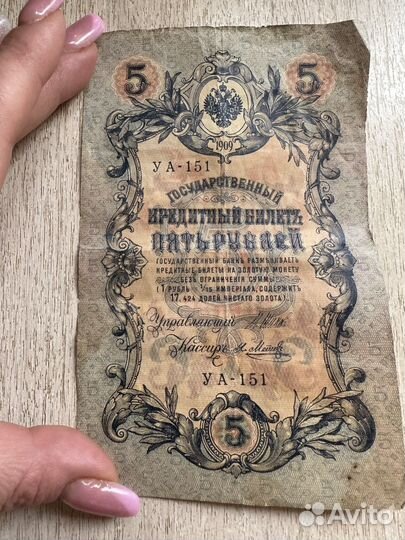 5 5
1909
УА-151
ГОСУДАРСТВЕННЫЙ
КРЕДИТНЫЙ БИЛЕТЪ
ПЯТЬ РУБЛЕЙ
ГОСУДАРСТВЕННЫЙ БАНКЪ РАЗМѢНИВАЕТЪ
КРЕДИТНЫЕ БИЛЕТЫ НА ЗОЛОТУЮ МОНЕТУ
БЕЗЪ ОГРАНИЧЕНІЯ СУММЫ
(1 РУБЛЬ = 1/15 ИМПЕРІАЛА, СОДЕРЖИТЪ
17,424 ДОЛЕЙ ЧИСТАГО ЗОЛОТА).
Управляющій
Кассиръ
УА-151
5
Avito